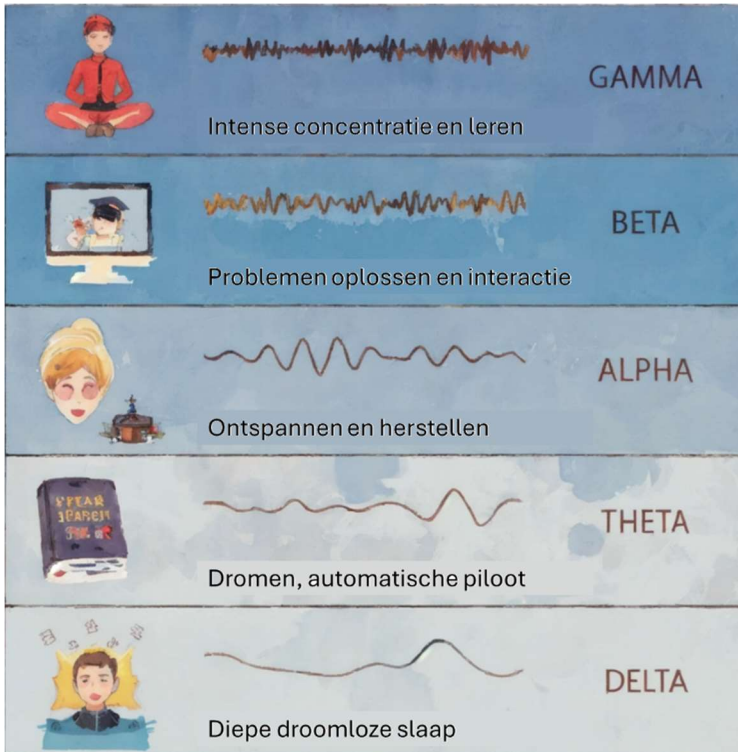 GAMMA
Intense concentratie en leren
BETA
Problemen oplossen en interactie
ALPHA
Ontspannen en herstellen
THETA
Dromen, automatische piloot
DELTA
Diepe droomloze slaap